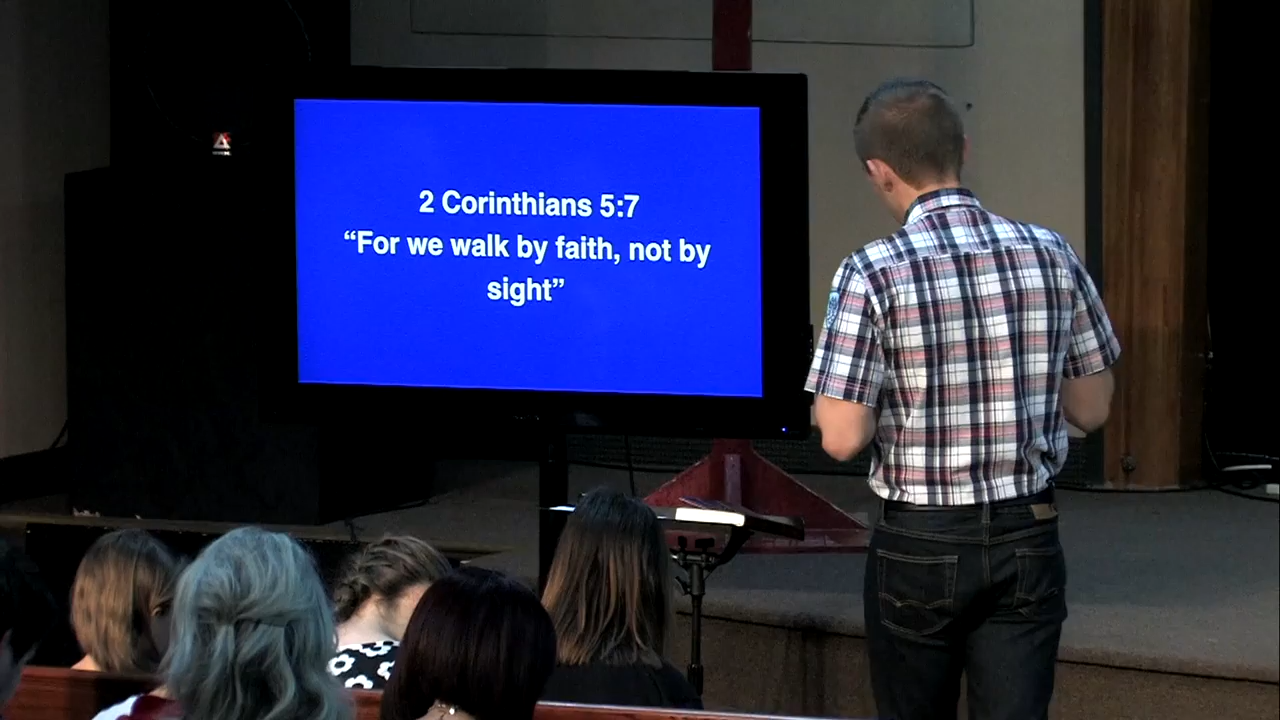 2 Corinthians 5:7
“For we walk by faith, not by
sight”